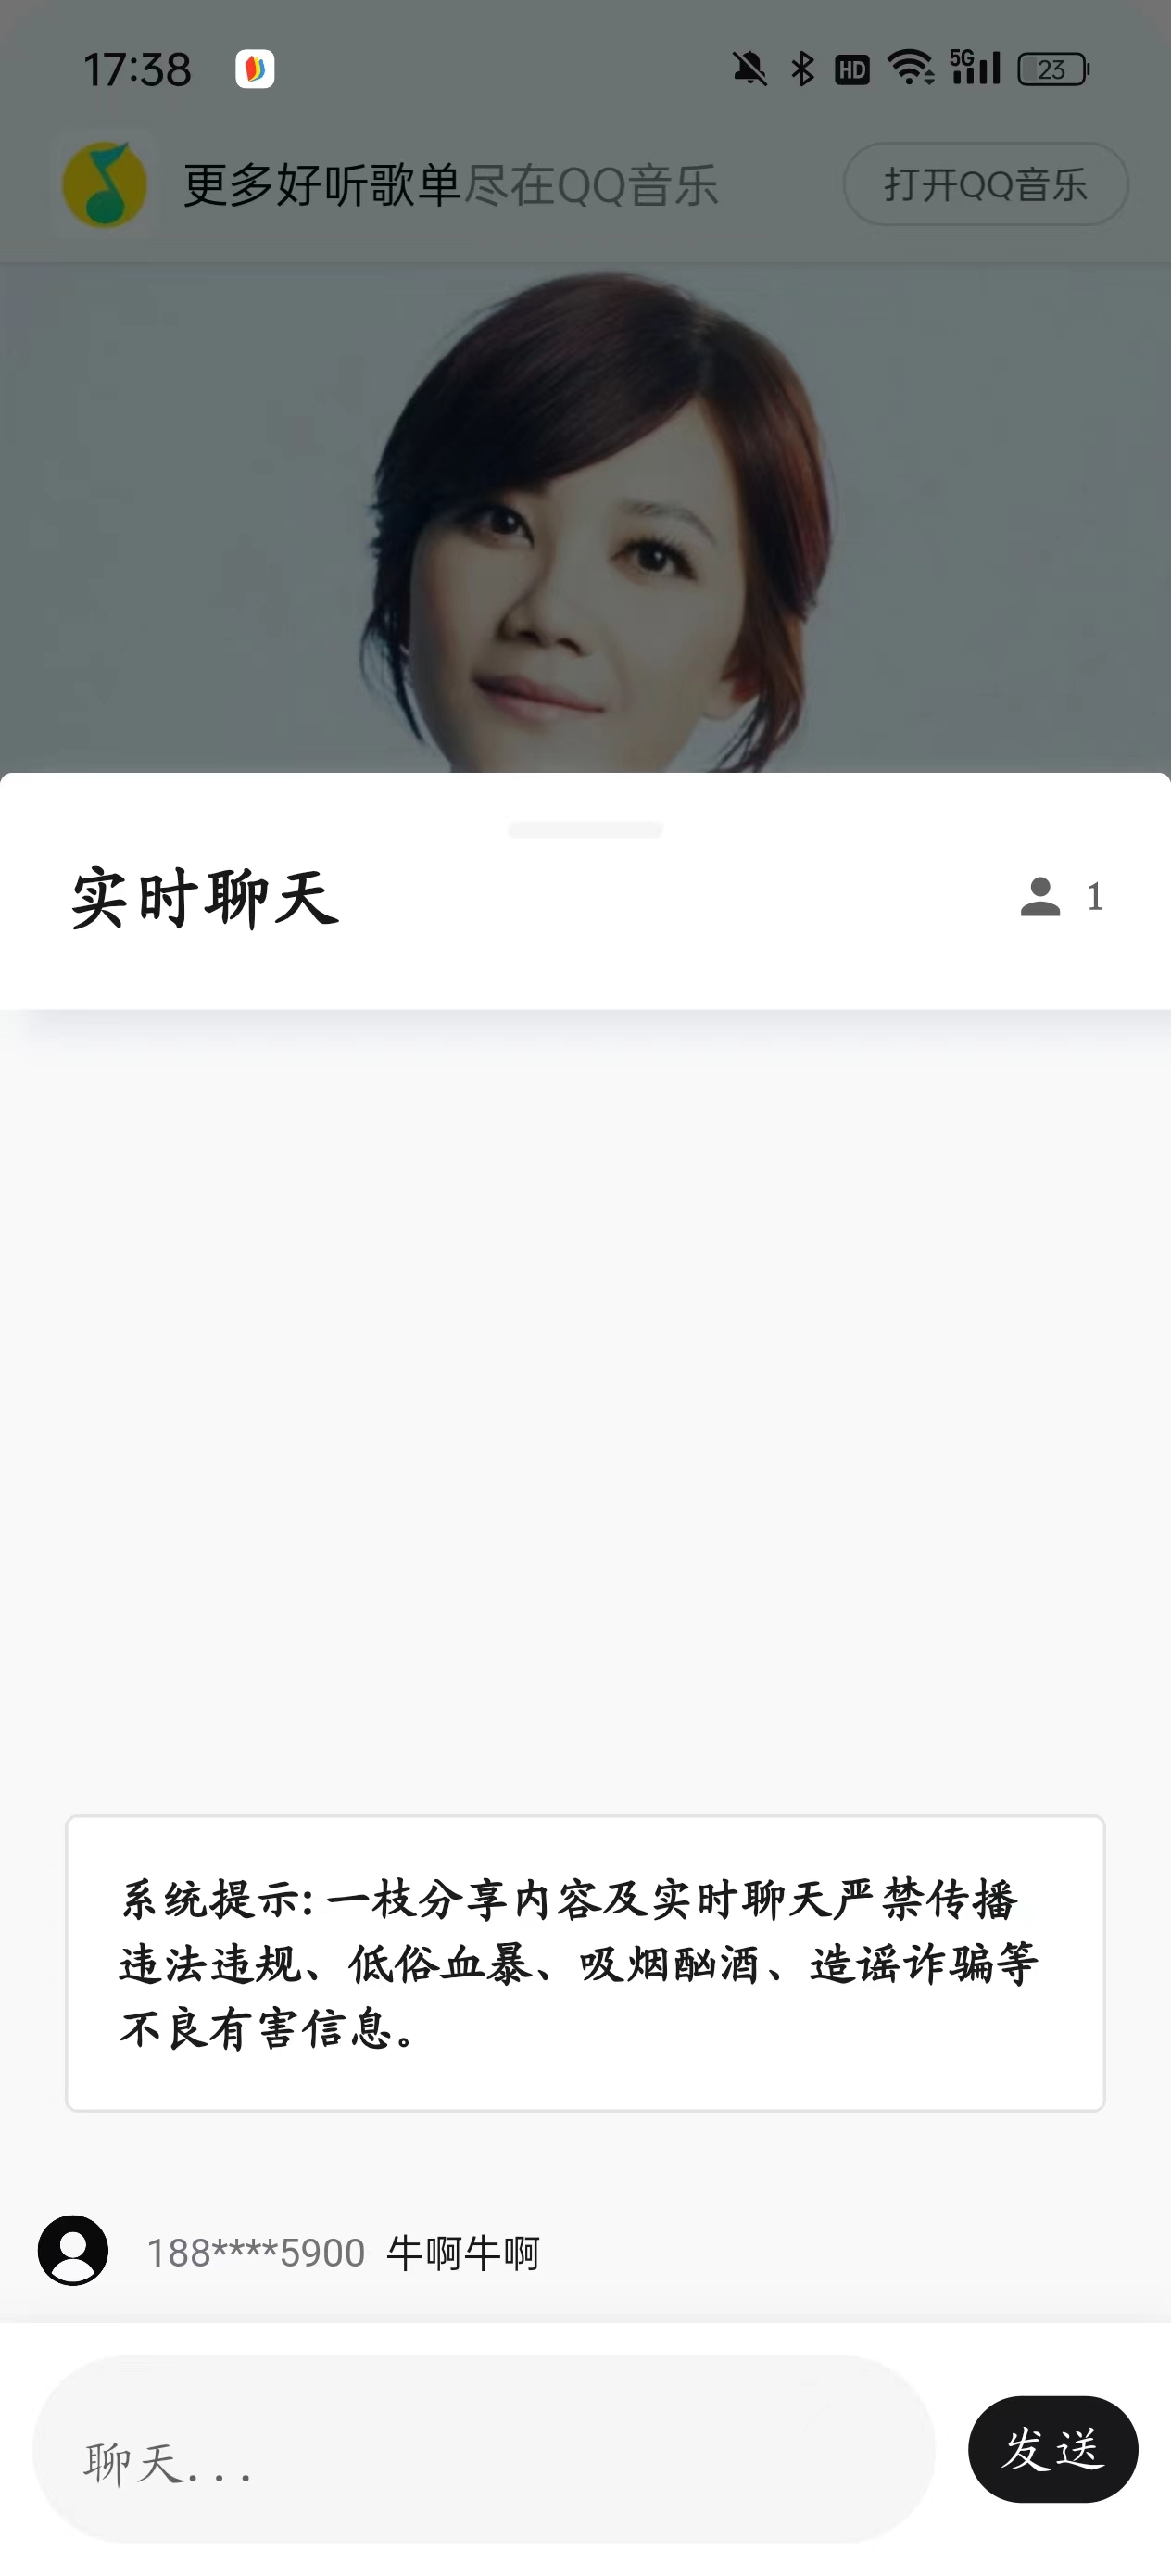 17:38
HD 5G 23
更多好听歌单尽在QQ音乐
打开QQ音乐
实时聊天
1
系统提示: 一枝分享内容及实时聊天严禁传播
违法违规、低俗血暴、吸烟酗酒、造谣诈骗等
不良有害信息。
188****5900 牛啊牛啊
聊天...
发送